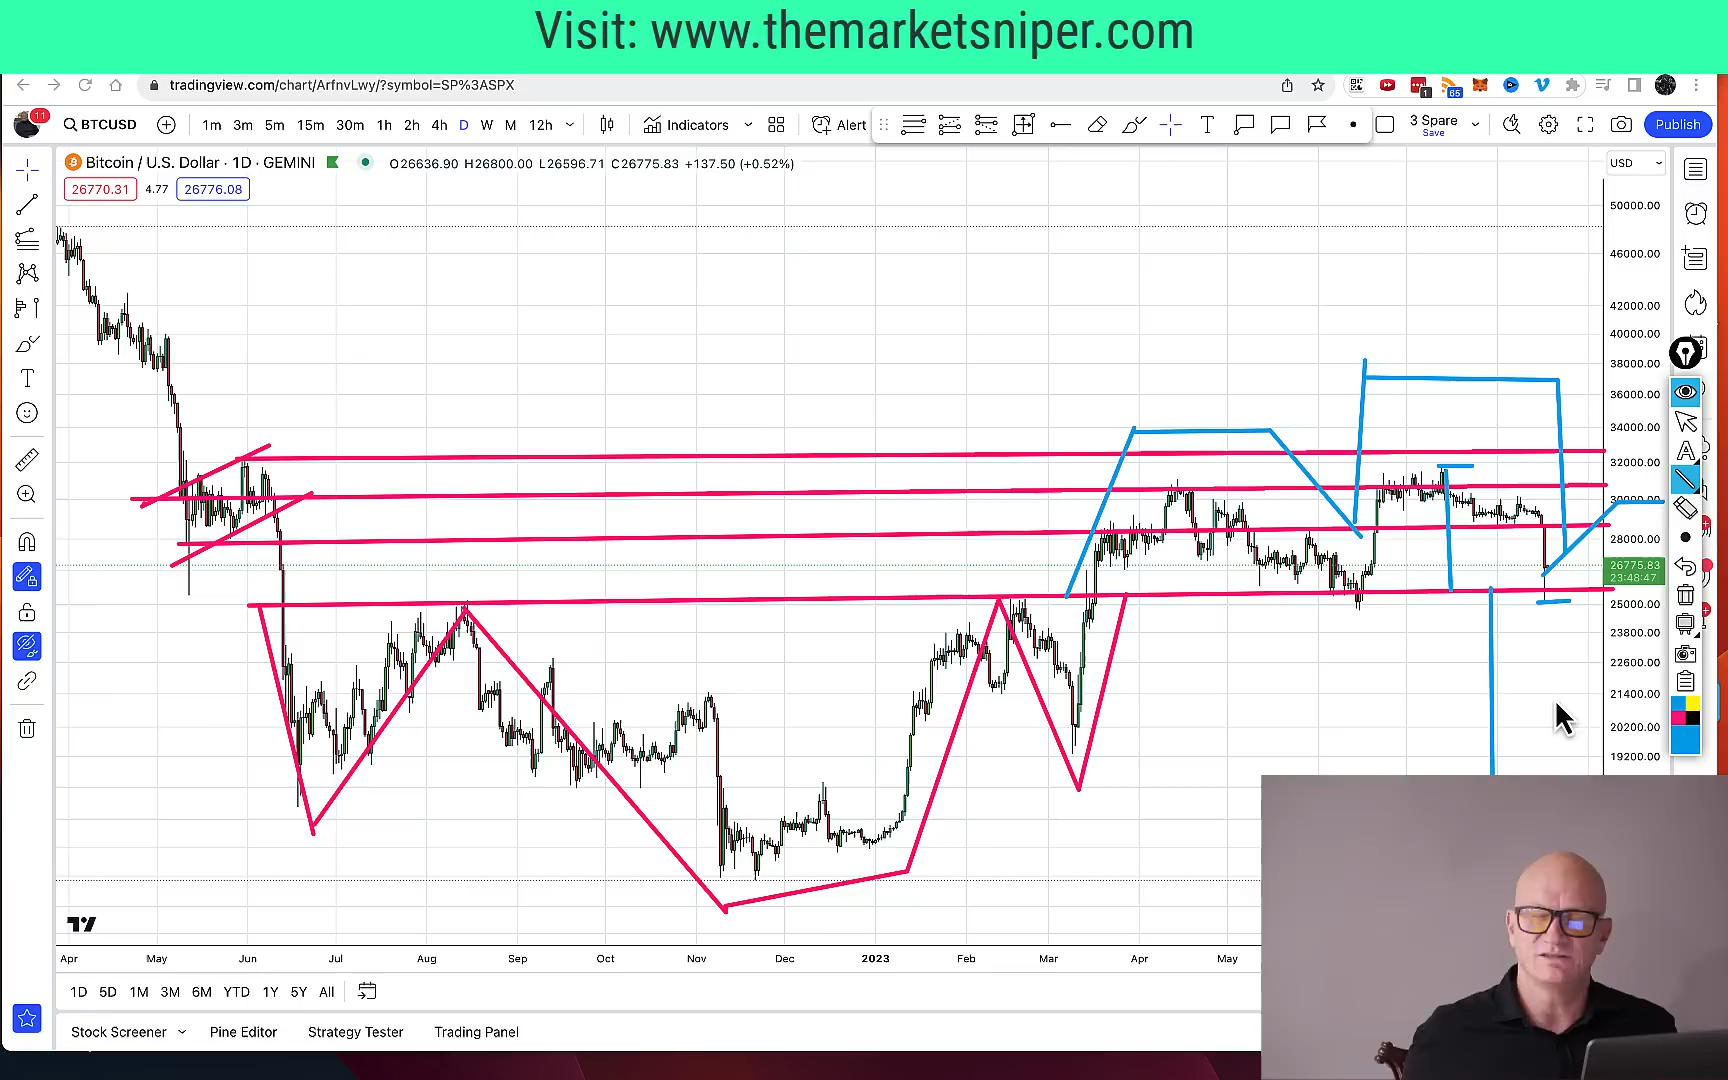 Visit: www.themarketsniper.com
tradingview.com/chart/ArfnvLwy/?symbol=SP%3ASPX
1
65
11
BTCUSD
1m 3m 5m 15m 30m 1h 2h 4h D W M 12h
Indicators
Alert
3 Spare
Save
Publish
Bitcoin / U.S. Dollar · 1D · GEMINI
O26636.90 H26800.00 L26596.71 C26775.83 +137.50 (+0.52%)
USD
26770.31 4.77 26776.08
50000.00
46000.00
42000.00
40000.00
38000.00
36000.00
34000.00
32000.00
30000.00
28000.00
26775.83
23:48:47
25000.00
23800.00
22600.00
21400.00
20200.00
19200.00
Apr May Jun Jul Aug Sep Oct Nov Dec 2023 Feb Mar Apr May
1D 5D 1M 3M 6M YTD 1Y 5Y All
Stock Screener Pine Editor Strategy Tester Trading Panel